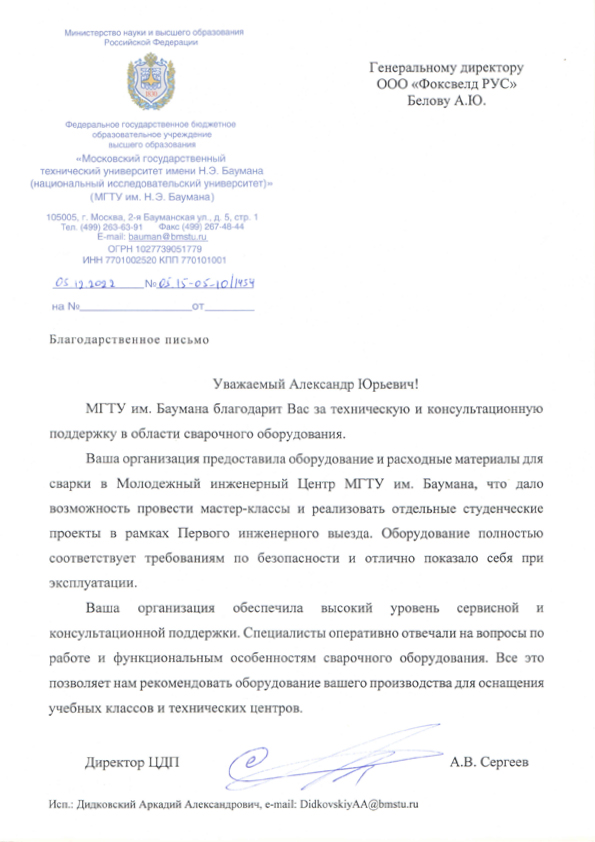 Министерство науки и высшего образования
Российской Федерации
Федеральное государственное бюджетное
образовательное учреждение
высшего образования
«Московский государственный
технический университет имени Н.Э. Баумана
(национальный исследовательский университет)»
(МГТУ им. Н.Э. Баумана)
105005, г. Москва, 2-я Бауманская ул., д. 5, стр. 1
Тел. (499) 263-63-91 Факс (499) 267-48-44
E-mail: bauman@bmstu.ru
ОГРН 1027739051779
ИНН 7701002520 КПП 770101001
05.12.2022 № 05.15-05-10/1454
на № от
Генеральному директору
ООО «Фоксвелд РУС»
Белову А.Ю.
Благодарственное письмо
Уважаемый Александр Юрьевич!
МГТУ им. Баумана благодарит Вас за техническую и консультационную
поддержку в области сварочного оборудования.
Ваша организация предоставила оборудование и расходные материалы для
сварки в Молодежный инженерный Центр МГТУ им. Баумана, что дало
возможность провести мастер-классы и реализовать отдельные студенческие
проекты в рамках Первого инженерного выезда. Оборудование полностью
соответствует требованиям по безопасности и отлично показало себя при
эксплуатации.
Ваша организация обеспечила высокий уровень сервисной и
консультационной поддержки. Специалисты оперативно отвечали на вопросы по
работе и функциональным особенностям сварочного оборудования. Все это
позволяет нам рекомендовать оборудование вашего производства для оснащения
учебных классов и технических центров.
Директор ЦДП А.В. Сергеев
Исп.: Дидковский Аркадий Александрович, e-mail: DidkovskiyAA@bmstu.ru